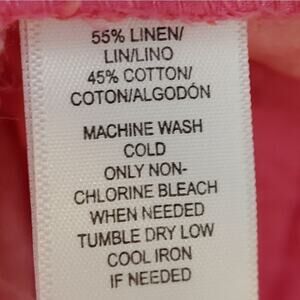 55% LINEN/
LIN/LINO
45% COTTON/
COTON/ALGODÓN
MACHINE WASH
COLD
ONLY NON-
CHLORINE BLEACH
WHEN NEEDED
TUMBLE DRY LOW
COOL IRON
IF NEEDED